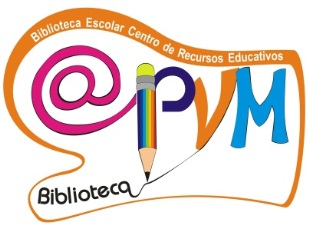 Biblioteca Escolar Centro de Recursos Educativos
@PVM
Biblioteca